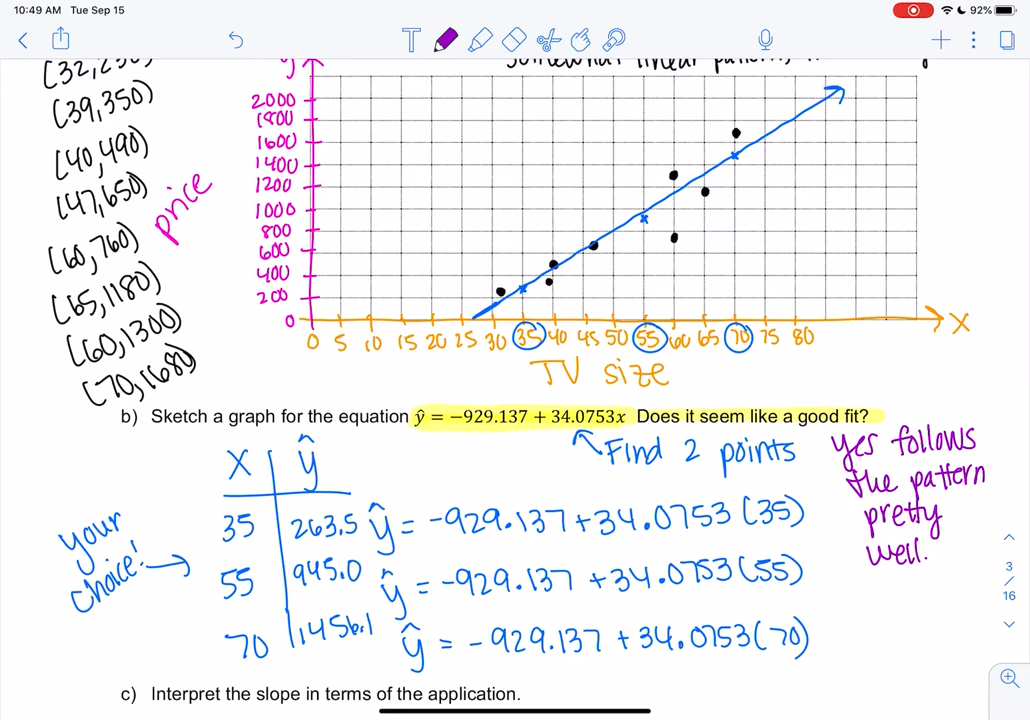 10:49 AM Tue Sep 15
92%
T
(39,350)
(40,490)
(47,650)
(60,760)
(65,1180)
(60,1300)
(70,1680)
price
y
2000
1800
1600
1400
1200
1000
800
600
400
200
0
0 5 10 15 20 25 30 35 40 45 50 55 60 65 70 75 80
X
TV size
b) Sketch a graph for the equation ŷ = −929.137 + 34.0753x Does it seem like a good fit?
Find 2 points
yes follows
the pattern
pretty
well.
your
choice!
X ŷ
35 263.5 ŷ = -929.137+34.0753(35)
55 945.0 ŷ = -929.137 +34.0753(55)
70 1,456.1 ŷ = -929.137 +34.0753(70)
3
/
16
c) Interpret the slope in terms of the application.